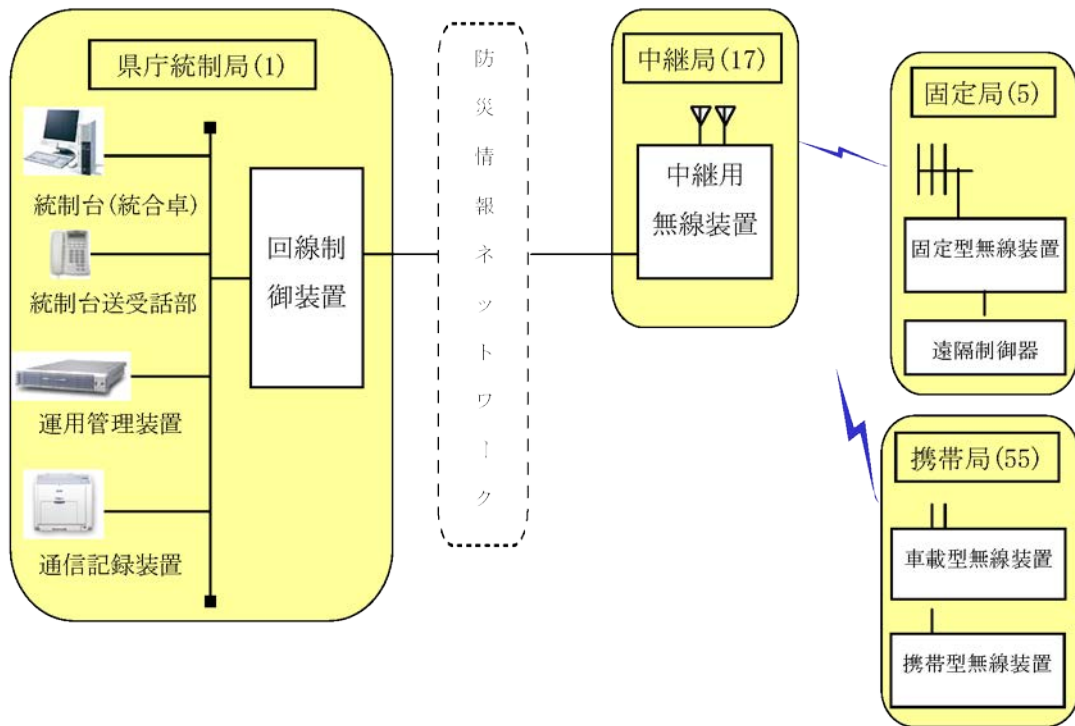 県庁統制局(1)
統制台(統合卓)
統制台送受話部
運用管理装置
通信記録装置
回線制
御装置
防災情報ネットワーク
中継局(17)
中継用
無線装置
固定局(5)
固定型無線装置
遠隔制御器
携帯局(55)
車載型無線装置
携帯型無線装置